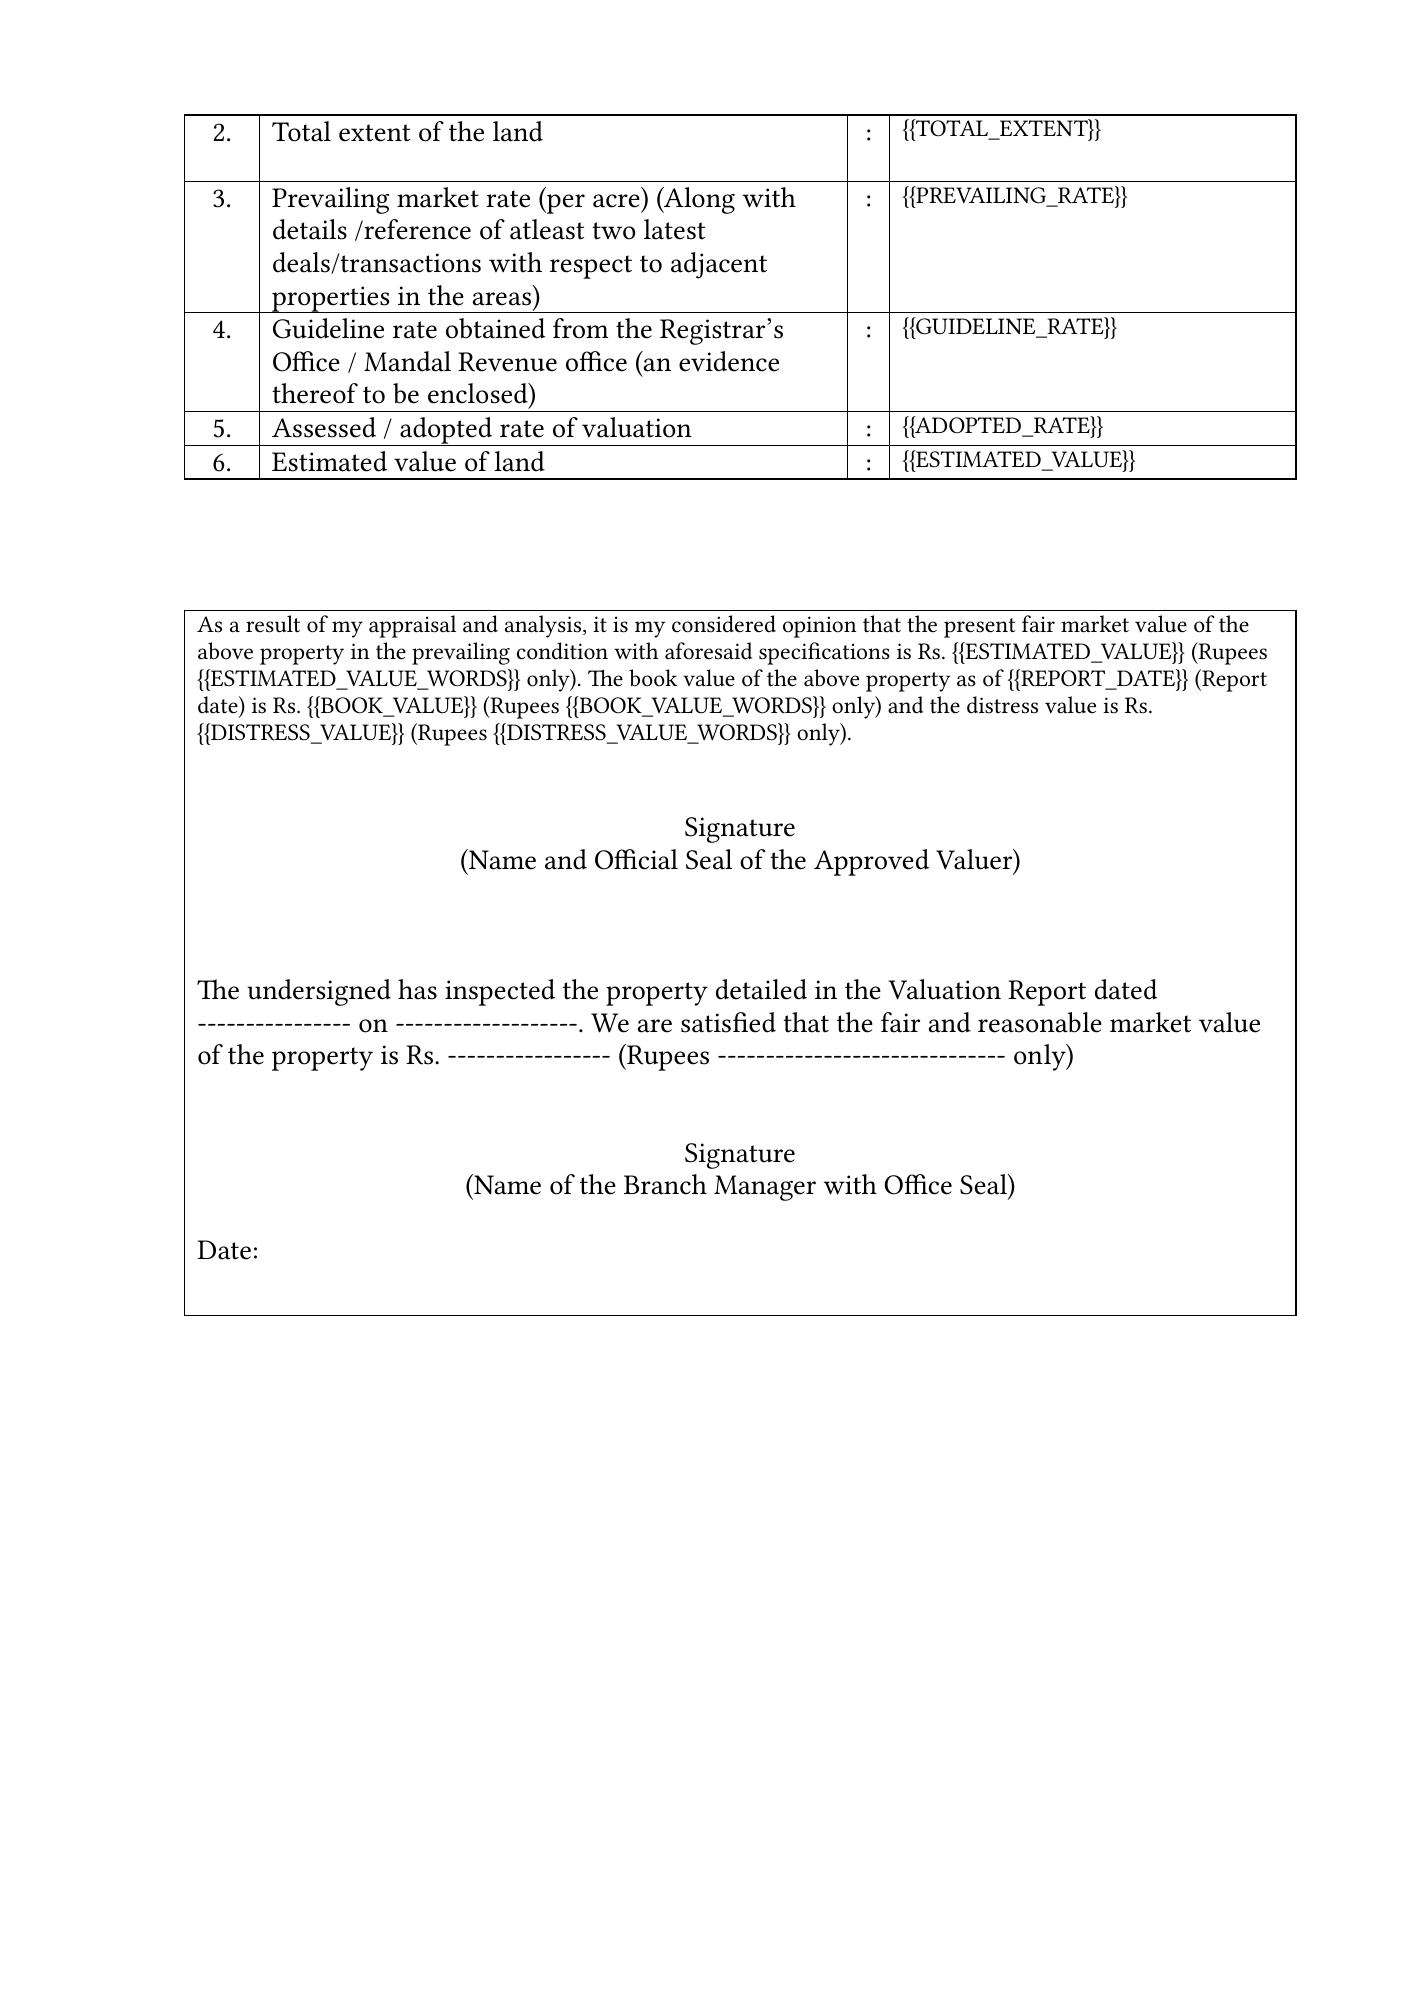 2. Total extent of the land : {{TOTAL_EXTENT}}
3. Prevailing market rate (per acre) (Along with : {{PREVAILING_RATE}}
details /reference of atleast two latest
deals/transactions with respect to adjacent
properties in the areas)
4. Guideline rate obtained from the Registrar’s : {{GUIDELINE_RATE}}
Office / Mandal Revenue office (an evidence
thereof to be enclosed)
5. Assessed / adopted rate of valuation : {{ADOPTED_RATE}}
6. Estimated value of land : {{ESTIMATED_VALUE}}
As a result of my appraisal and analysis, it is my considered opinion that the present fair market value of the
above property in the prevailing condition with aforesaid specifications is Rs. {{ESTIMATED_VALUE}} (Rupees
{{ESTIMATED_VALUE_WORDS}} only). The book value of the above property as of {{REPORT_DATE}} (Report
date) is Rs. {{BOOK_VALUE}} (Rupees {{BOOK_VALUE_WORDS}} only) and the distress value is Rs.
{{DISTRESS_VALUE}} (Rupees {{DISTRESS_VALUE_WORDS}} only).
Signature
(Name and Official Seal of the Approved Valuer)
The undersigned has inspected the property detailed in the Valuation Report dated
---------------- on -------------------. We are satisfied that the fair and reasonable market value
of the property is Rs. ----------------- (Rupees ------------------------------ only)
Signature
(Name of the Branch Manager with Office Seal)
Date: